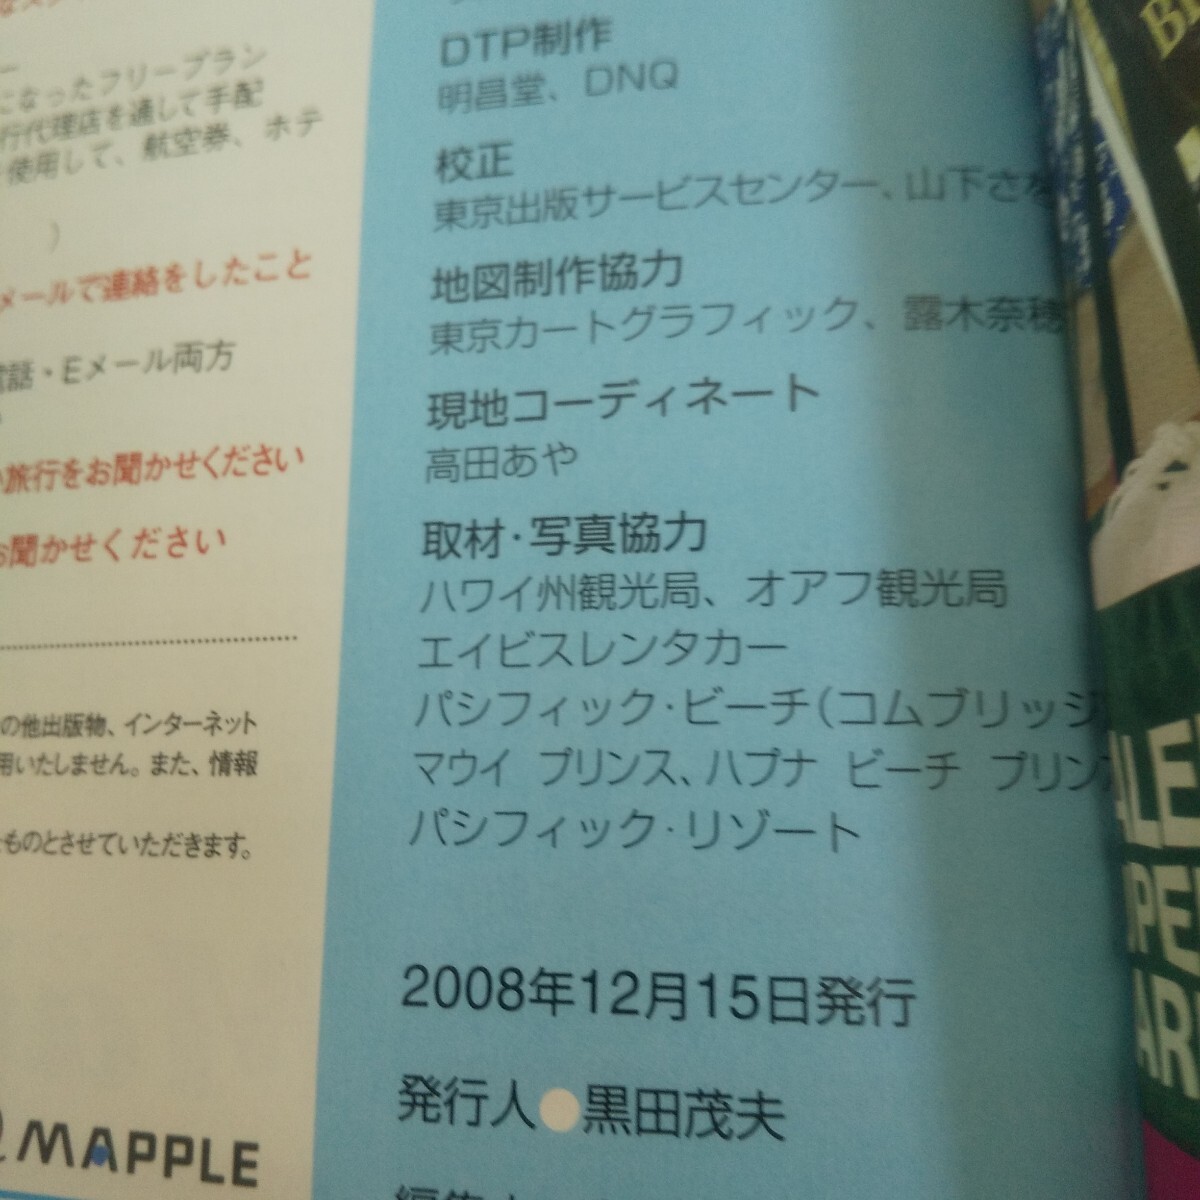 になったフリープラン
行代理店を通して手配
使用して、航空券、ホテ
メールで連絡をしたこと
電話・Eメール両方
旅行をお聞かせください
お聞かせください
の他出版物、インターネット
用いたしません。また、情報
ものとさせていただきます。
MAPPLE
DTP制作
明昌堂、DNQ
校正
東京出版サービスセンター、山下さな
地図制作協力
東京カートグラフィック、露木奈穂
現地コーディネート
高田あや
取材・写真協力
ハワイ州観光局、オアフ観光局
エイビスレンタカー
パシフィック・ビーチ(コムブリッジ
マウイ プリンス、ハプナ ビーチ プリン
パシフィック・リゾート
2008年12月15日発行
発行人●黒田茂夫